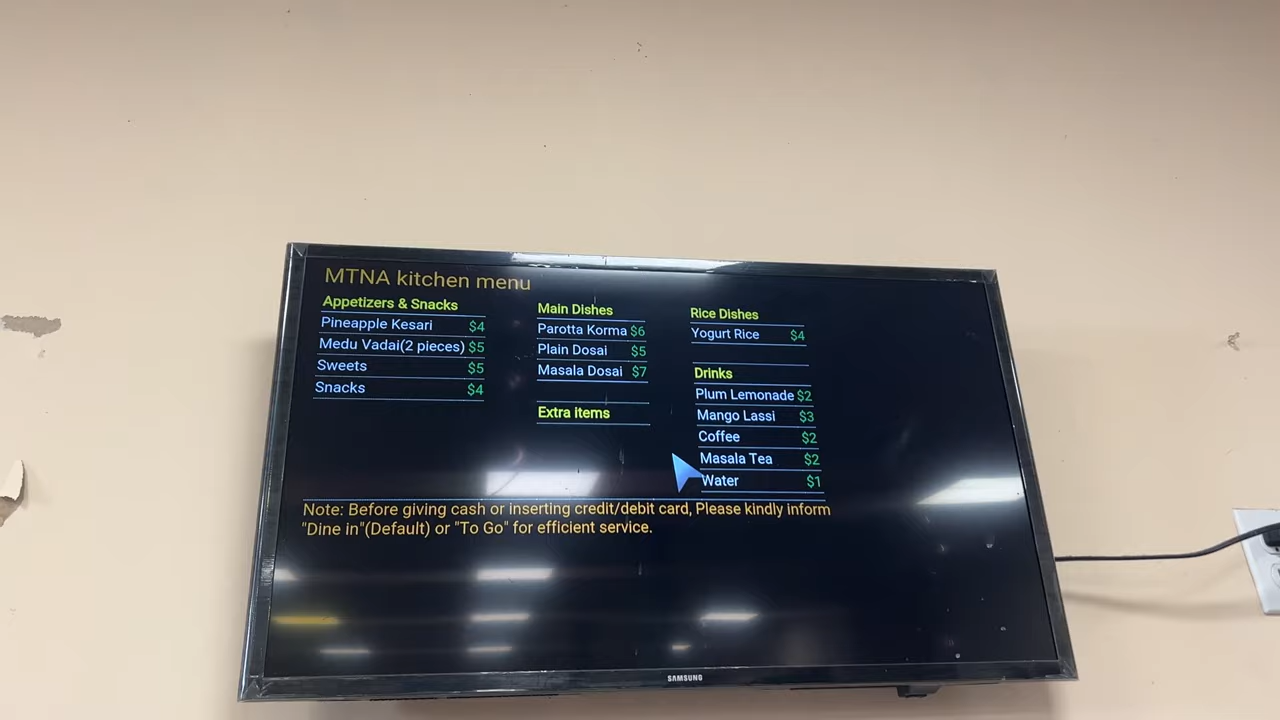 MTNA kitchen menu
Appetizers & Snacks
Pineapple Kesari $4
Medu Vadai(2 pieces) $5
Sweets $5
Snacks $4
Main Dishes
Parotta Korma $6
Plain Dosai $5
Masala Dosai $7
Extra items
Rice Dishes
Yogurt Rice $4
Drinks
Plum Lemonade $2
Mango Lassi $3
Coffee $2
Masala Tea $2
Water $1
Note: Before giving cash or inserting credit/debit card, Please kindly inform
"Dine in"(Default) or "To Go" for efficient service.
SAMSUNG